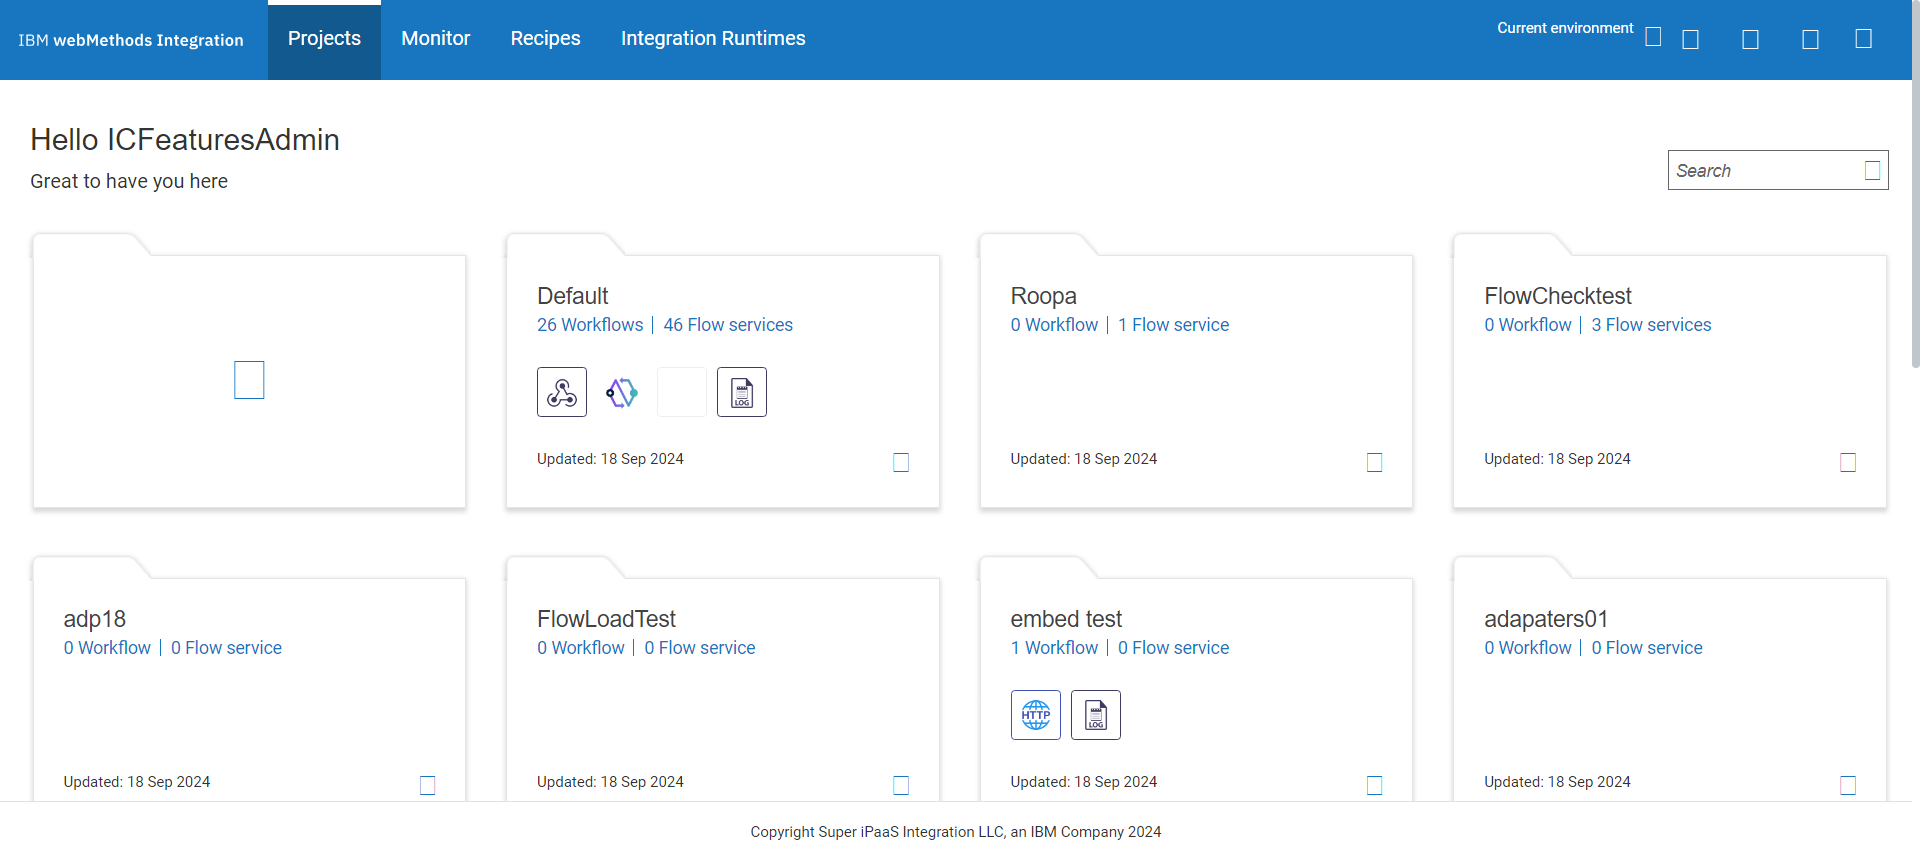 IBM webMethods Integration
Projects
Monitor
Recipes
Integration Runtimes
Current environment
Hello ICFeaturesAdmin
Great to have you here
Search
Default
26 Workflows | 46 Flow services
LOG
Updated: 18 Sep 2024
Roopa
0 Workflow | 1 Flow service
Updated: 18 Sep 2024
FlowChecktest
0 Workflow | 3 Flow services
Updated: 18 Sep 2024
adp18
0 Workflow | 0 Flow service
Updated: 18 Sep 2024
FlowLoadTest
0 Workflow | 0 Flow service
Updated: 18 Sep 2024
embed test
1 Workflow | 0 Flow service
HTTP
LOG
Updated: 18 Sep 2024
adapaters01
0 Workflow | 0 Flow service
Updated: 18 Sep 2024
Copyright Super iPaaS Integration LLC, an IBM Company 2024